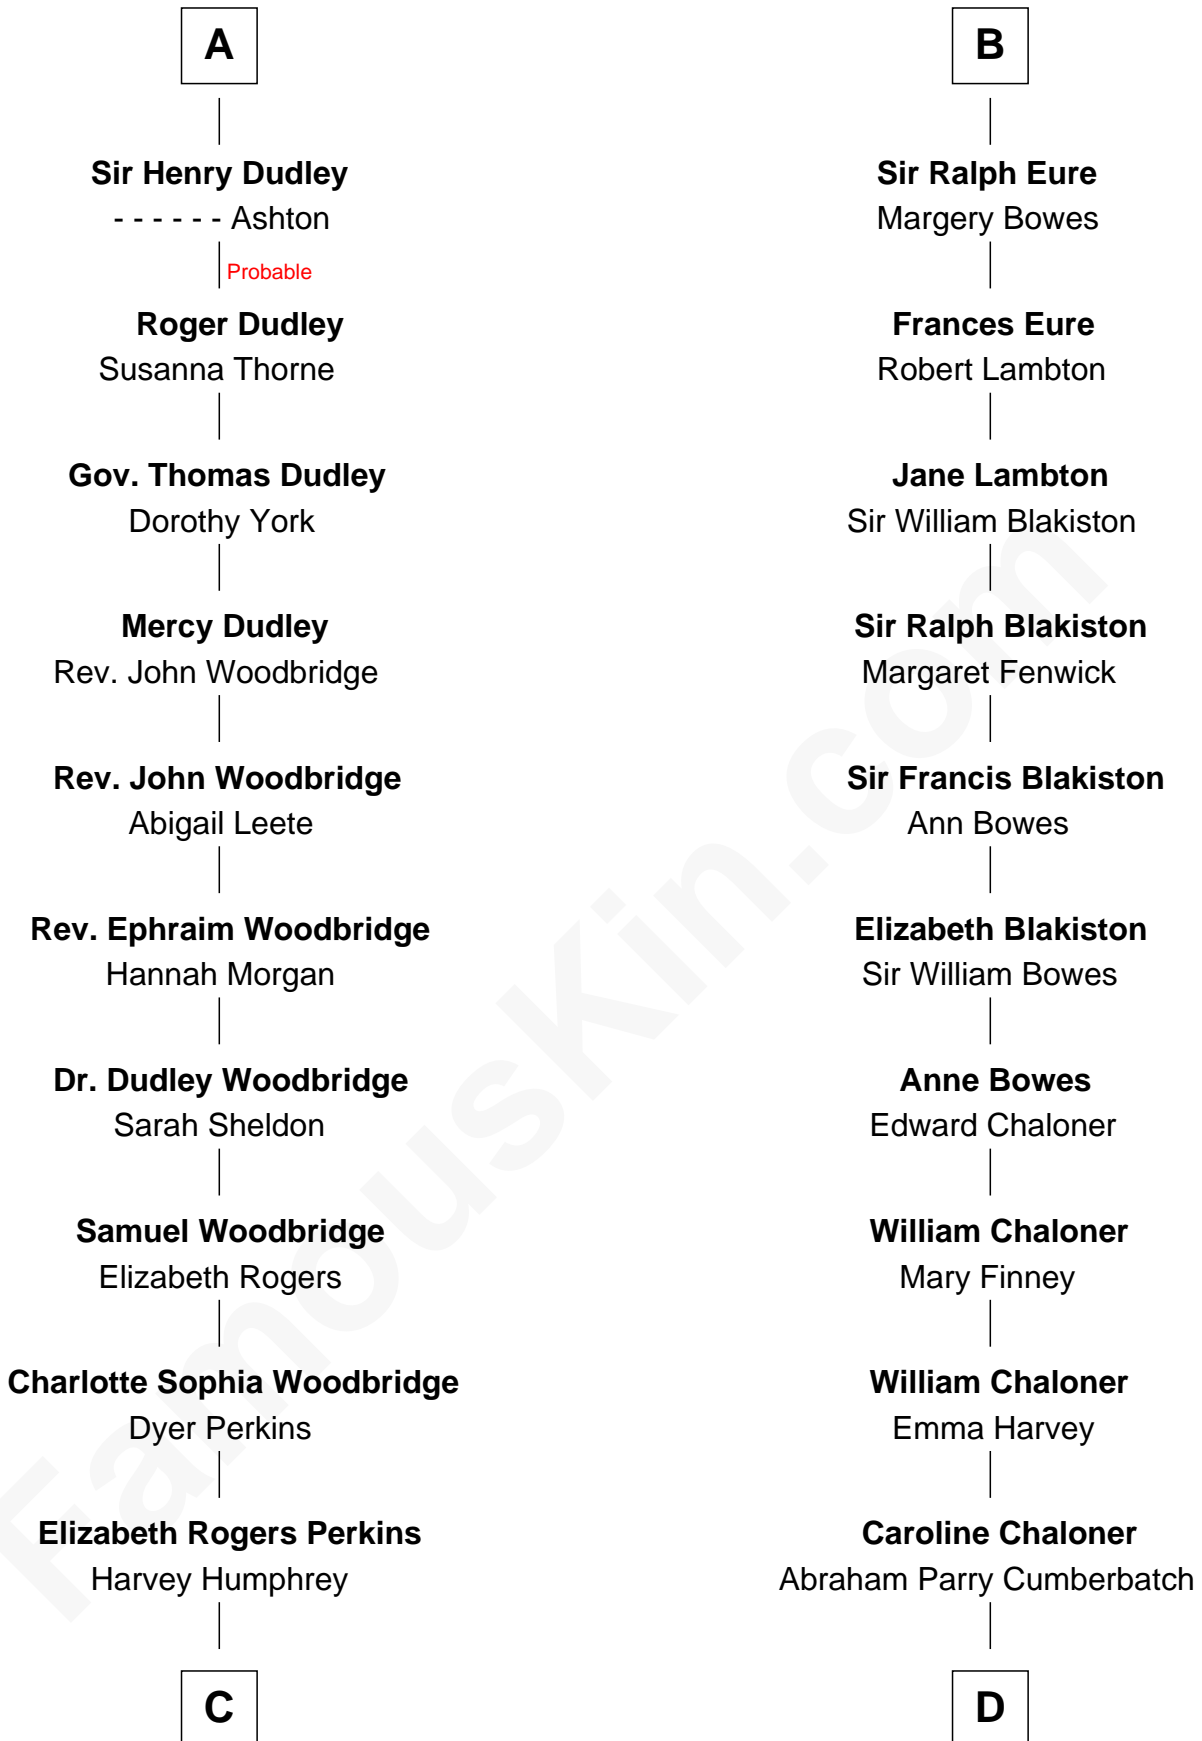 A
Sir Henry Dudley
- - - - - - Ashton
Probable
Roger Dudley
Susanna Thorne
Gov. Thomas Dudley
Dorothy York
Mercy Dudley
Rev. John Woodbridge
Rev. John Woodbridge
Abigail Leete
Rev. Ephraim Woodbridge
Hannah Morgan
Dr. Dudley Woodbridge
Sarah Sheldon
Samuel Woodbridge
Elizabeth Rogers
Charlotte Sophia Woodbridge
Dyer Perkins
Elizabeth Rogers Perkins
Harvey Humphrey
C
B
Sir Ralph Eure
Margery Bowes
Frances Eure
Robert Lambton
Jane Lambton
Sir William Blakiston
Sir Ralph Blakiston
Margaret Fenwick
Sir Francis Blakiston
Ann Bowes
Elizabeth Blakiston
Sir William Bowes
Anne Bowes
Edward Chaloner
William Chaloner
Mary Finney
William Chaloner
Emma Harvey
Caroline Chaloner
Abraham Parry Cumberbatch
D
FamousKin.com